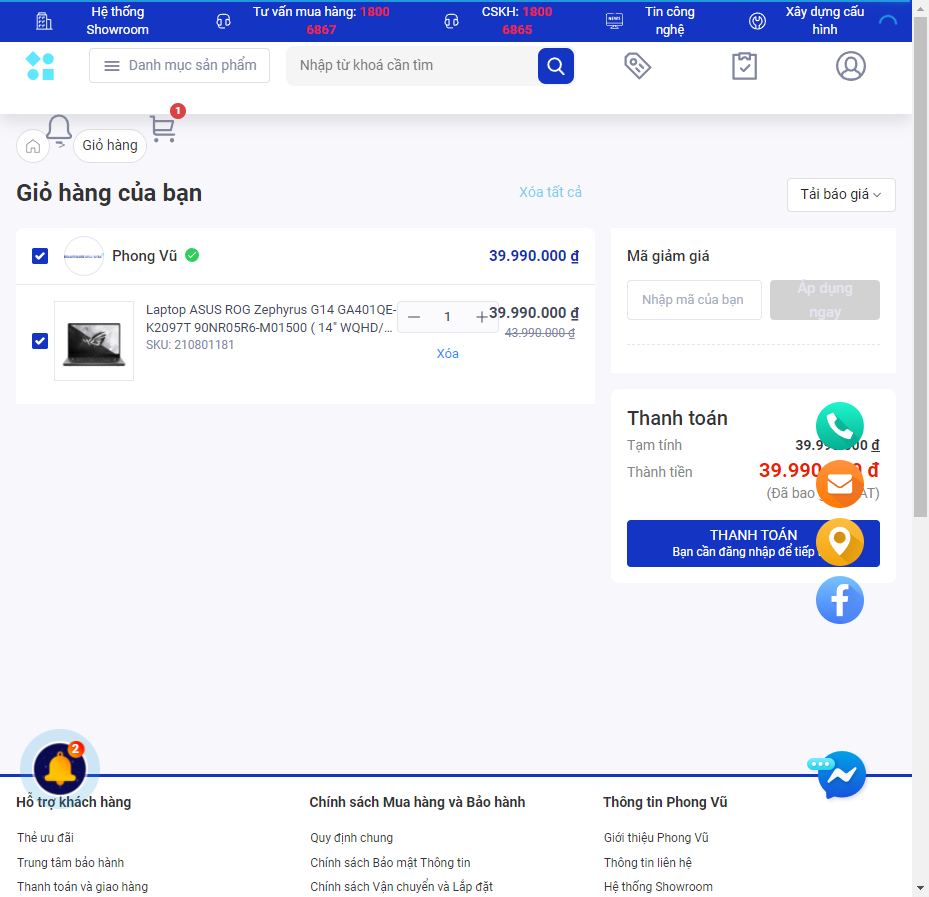 Hệ thống
Showroom
Tư vấn mua hàng: 1800
6867
CSKH: 1800
6865
Tin công
nghệ
Xây dựng cấu
hình
Danh mục sản phẩm
Nhập từ khoá cần tìm
1
Giỏ hàng
Giỏ hàng của bạn
Xóa tất cả
Tải báo giá
Phong Vũ
39.990.000 ₫
Laptop ASUS ROG Zephyrus G14 GA401QE-
K2097T 90NR05R6-M01500 ( 14" WQHD/...
SKU: 210801181
1
39.990.000 ₫
43.990.000 ₫
Xóa
Mã giảm giá
Nhập mã của bạn
Áp dụng
ngay
Thanh toán
Tạm tính
39.990.000 ₫
Thành tiền
39.990.000 đ
(Đã bao AT)
THANH TOÁN
Bạn cần đăng nhập để tiếp
2
Hỗ trợ khách hàng
Thẻ ưu đãi
Trung tâm bảo hành
Thanh toán và giao hàng
Chính sách Mua hàng và Bảo hành
Quy định chung
Chính sách Bảo mật Thông tin
Chính sách Vận chuyển và Lắp đặt
Thông tin Phong Vũ
Giới thiệu Phong Vũ
Thông tin liên hệ
Hệ thống Showroom